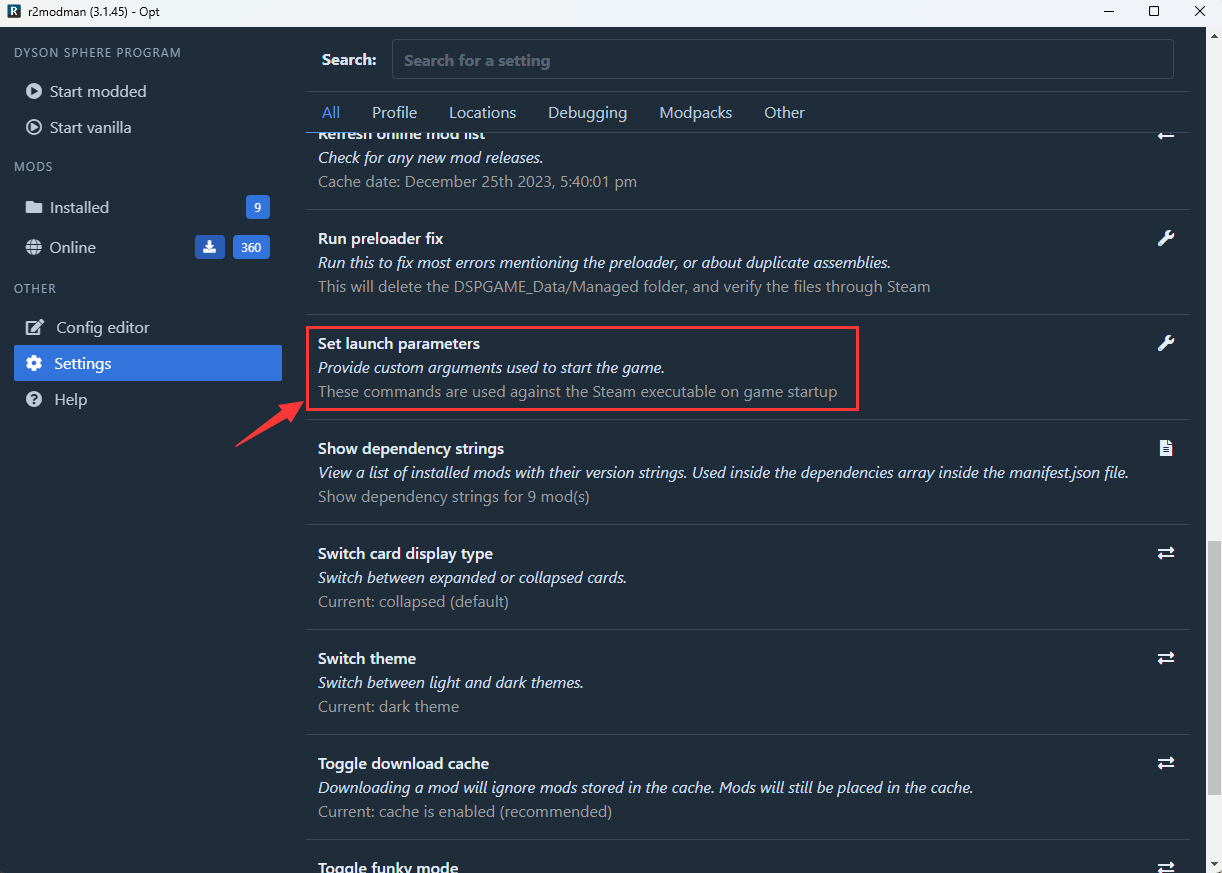 r2modman (3.1.45) - Opt
DYSON SPHERE PROGRAM
Start modded
Start vanilla
MODS
Installed 9
Online 360
OTHER
Config editor
Settings
Help
Search: Search for a setting
All Profile Locations Debugging Modpacks Other
Refresh online mod list
Check for any new mod releases.
Cache date: December 25th 2023, 5:40:01 pm
Run preloader fix
Run this to fix most errors mentioning the preloader, or about duplicate assemblies.
This will delete the DSPGAME_Data/Managed folder, and verify the files through Steam
Set launch parameters
Provide custom arguments used to start the game.
These commands are used against the Steam executable on game startup
Show dependency strings
View a list of installed mods with their version strings. Used inside the dependencies array inside the manifest.json file.
Show dependency strings for 9 mod(s)
Switch card display type
Switch between expanded or collapsed cards.
Current: collapsed (default)
Switch theme
Switch between light and dark themes.
Current: dark theme
Toggle download cache
Downloading a mod will ignore mods stored in the cache. Mods will still be placed in the cache.
Current: cache is enabled (recommended)
Toggle funky mode